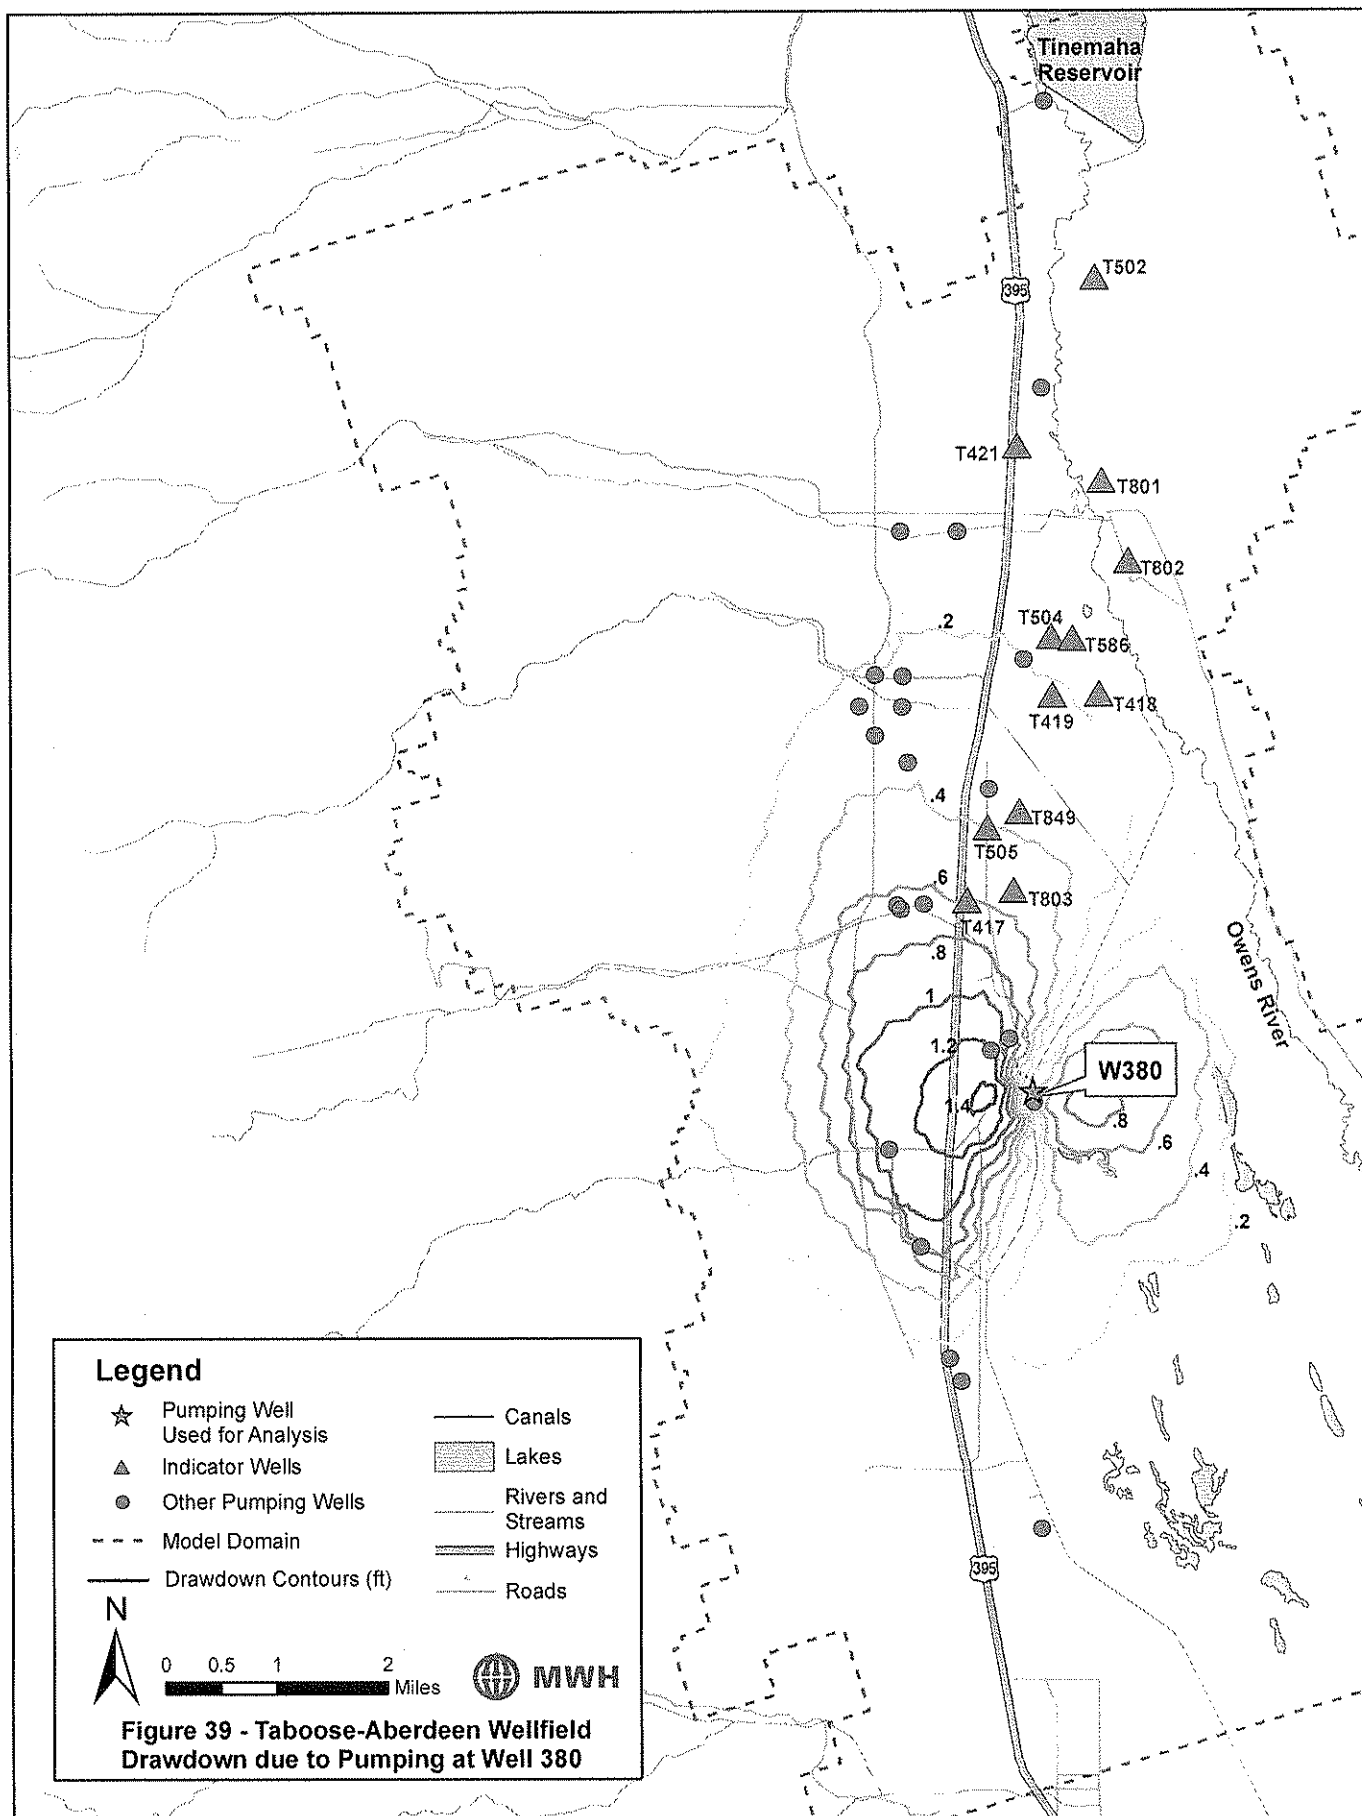 Tinemaha
Reservoir
T502
395
T421
T801
T802
.2
T504
T586
T419
T418
.4
T849
T505
.6
T803
T417
.8
Owens River
1
1.2
W380
1.4
.8
.6
.4
.2
Legend
Pumping Well
Used for Analysis
Indicator Wells
Other Pumping Wells
Model Domain
Drawdown Contours (ft)
Canals
Lakes
Rivers and
Streams
Highways
Roads
395
N
0 0.5 1 2
Miles
MWH
Figure 39 - Taboose-Aberdeen Wellfield
Drawdown due to Pumping at Well 380